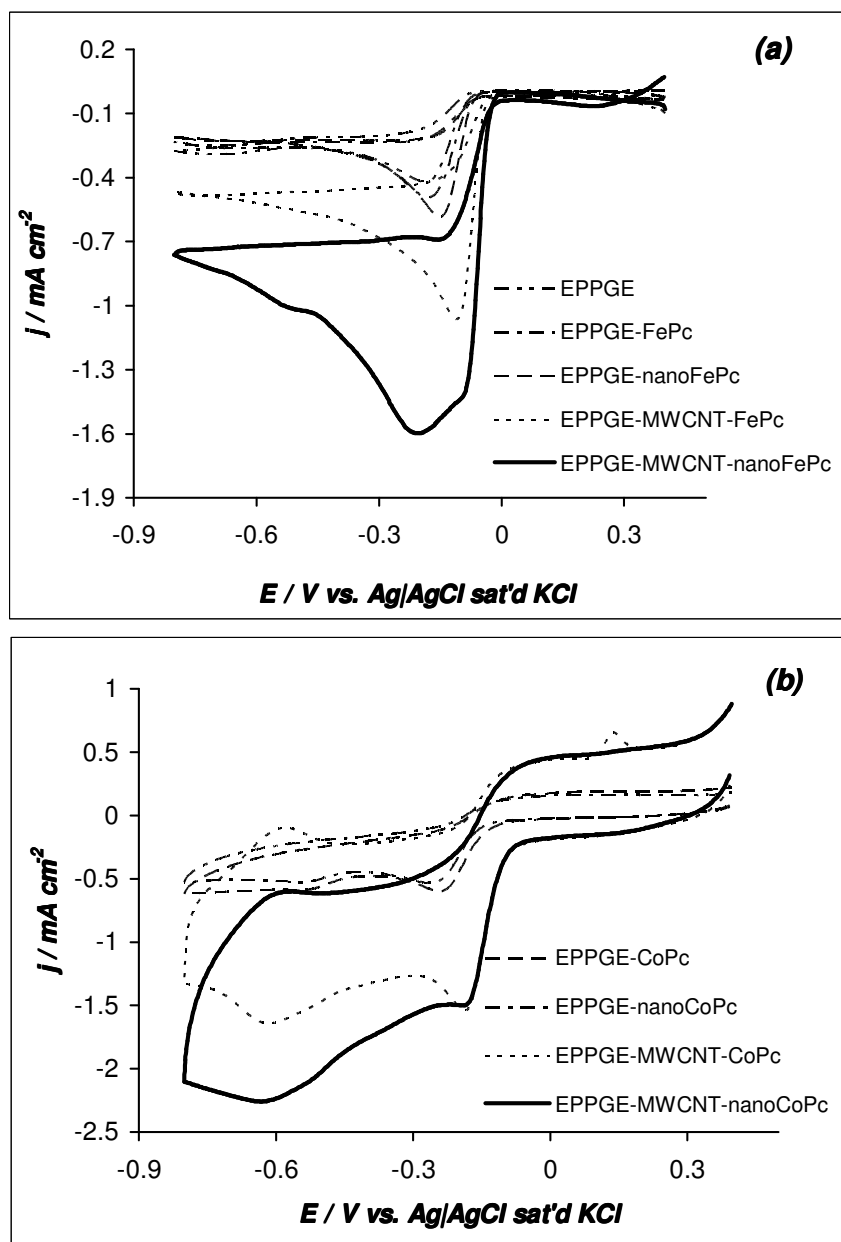 (a)
0.2
-0.1
-0.4
-0.7
-1
-1.3
-1.6
-1.9
j / mA cm-2
EPPGE
EPPGE-FePc
EPPGE-nanoFePc
EPPGE-MWCNT-FePc
EPPGE-MWCNT-nanoFePc
-0.9 -0.6 -0.3 0 0.3
E / V vs. Ag|AgCl sat'd KCl
(b)
1
0.5
0
-0.5
-1
-1.5
-2
-2.5
j / mA cm-2
EPPGE-CoPc
EPPGE-nanoCoPc
EPPGE-MWCNT-CoPc
EPPGE-MWCNT-nanoCoPc
-0.9 -0.6 -0.3 0 0.3
E / V vs. Ag|AgCl sat'd KCl